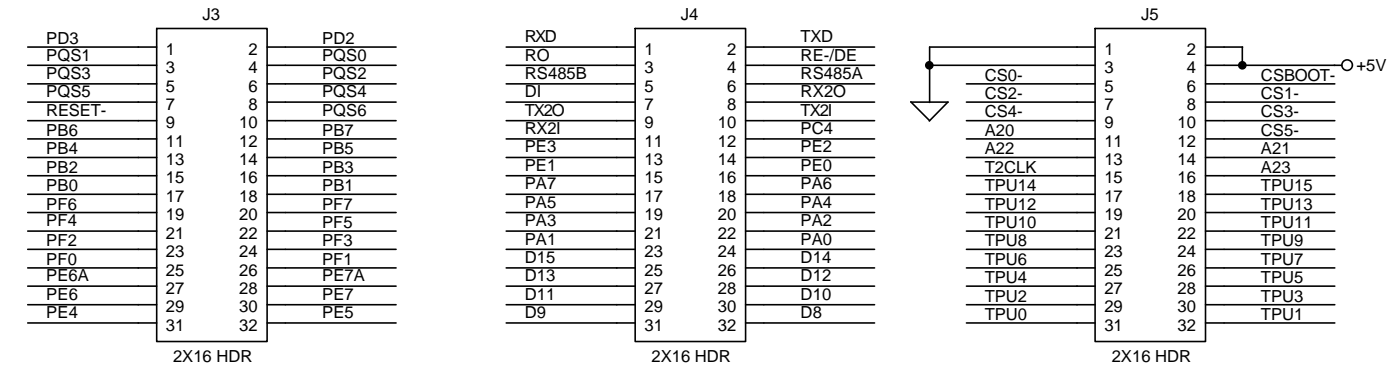 J3
PD3 1 2 PD2
PQS1 3 4 PQS0
PQS3 5 6 PQS2
PQS5 7 8 PQS4
RESET- 9 10 PQS6
PB6 11 12 PB7
PB4 13 14 PB5
PB2 15 16 PB3
PB0 17 18 PB1
PF6 19 20 PF7
PF4 21 22 PF5
PF2 23 24 PF3
PF0 25 26 PF1
PE6A 27 28 PE7A
PE6 29 30 PE7
PE4 31 32 PE5
2X16 HDR
J4
RXD 1 2 TXD
RO 3 4 RE-/DE
RS485B 5 6 RS485A
DI 7 8 RX2O
TX2O 9 10 TX2I
RX2I 11 12 PC4
PE3 13 14 PE2
PE1 15 16 PE0
PA7 17 18 PA6
PA5 19 20 PA4
PA3 21 22 PA2
PA1 23 24 PA0
D15 25 26 D14
D13 27 28 D12
D11 29 30 D10
D9 31 32 D8
2X16 HDR
J5
1 2
3 4 +5V
CS0- 5 6 CSBOOT-
CS2- 7 8 CS1-
CS4- 9 10 CS3-
A20 11 12 CS5-
A22 13 14 A21
T2CLK 15 16 A23
TPU14 17 18 TPU15
TPU12 19 20 TPU13
TPU10 21 22 TPU11
TPU8 23 24 TPU9
TPU6 25 26 TPU7
TPU4 27 28 TPU5
TPU2 29 30 TPU3
TPU0 31 32 TPU1
2X16 HDR